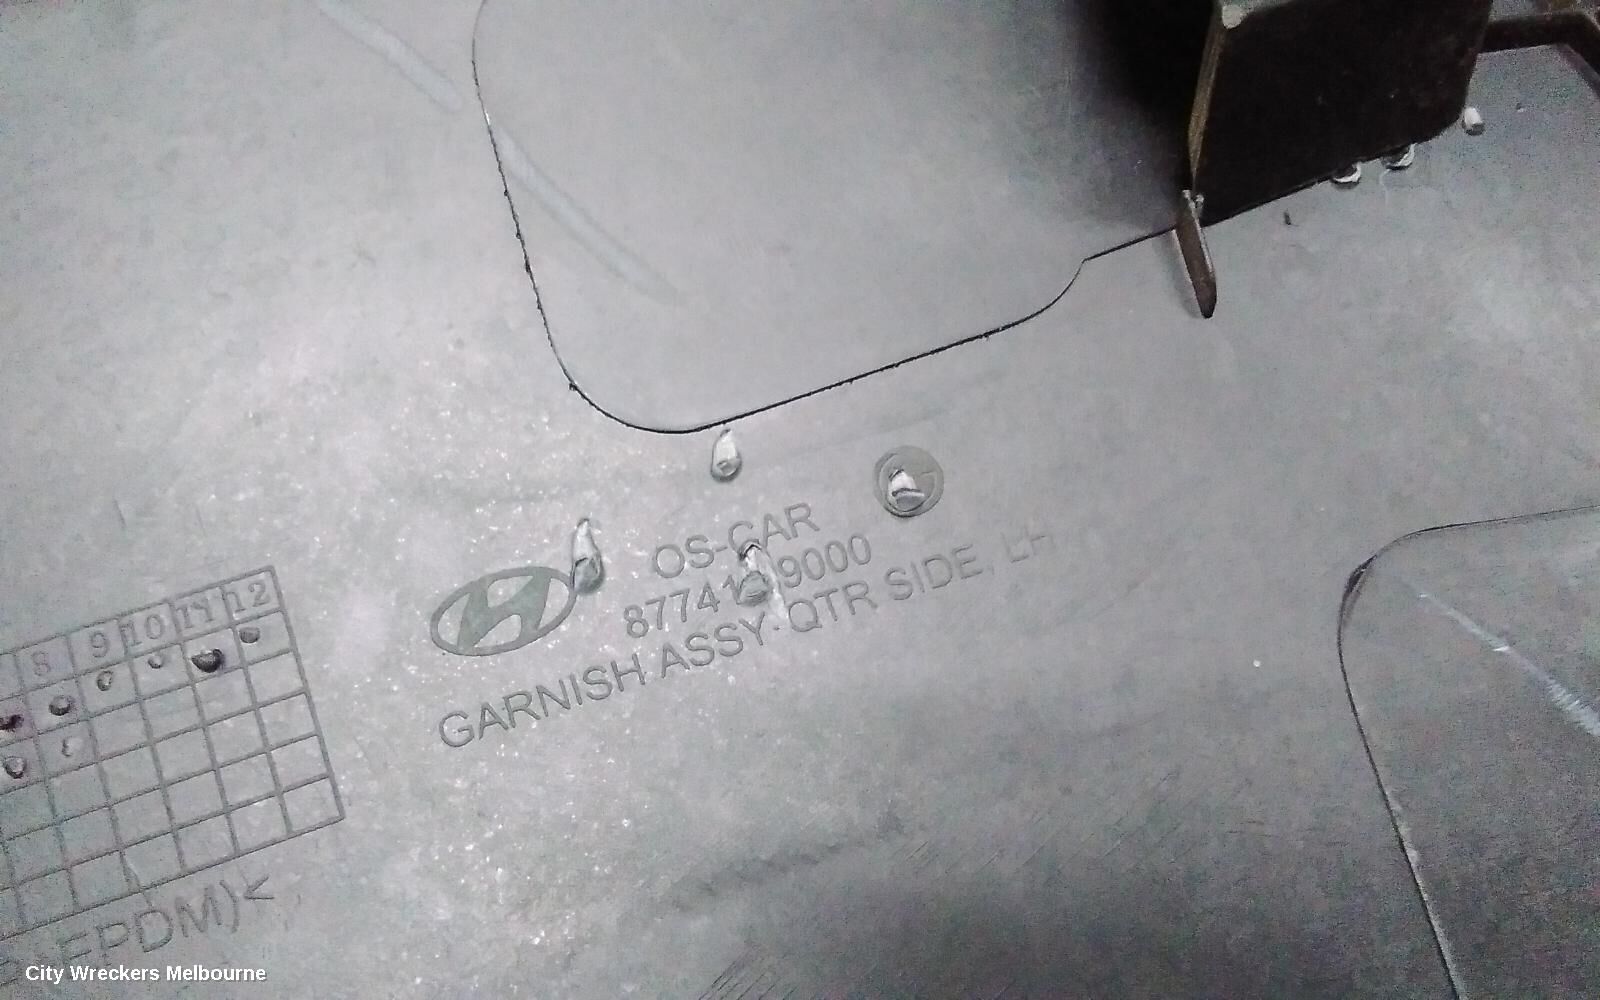 OS-CAR
GARNISH ASSY-QTR SIDE, LH
8 9 10 11 12
(EPDM)<
City Wreckers Melbourne